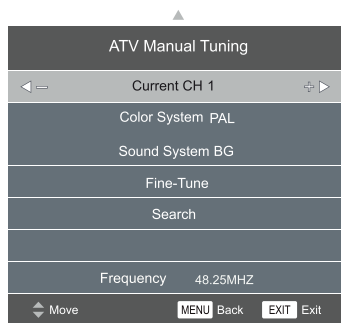 ATV Manual Tuning
Current CH 1
Color System PAL
Sound System BG
Fine-Tune
Search
Frequency 48.25MHZ
Move MENU Back EXIT Exit